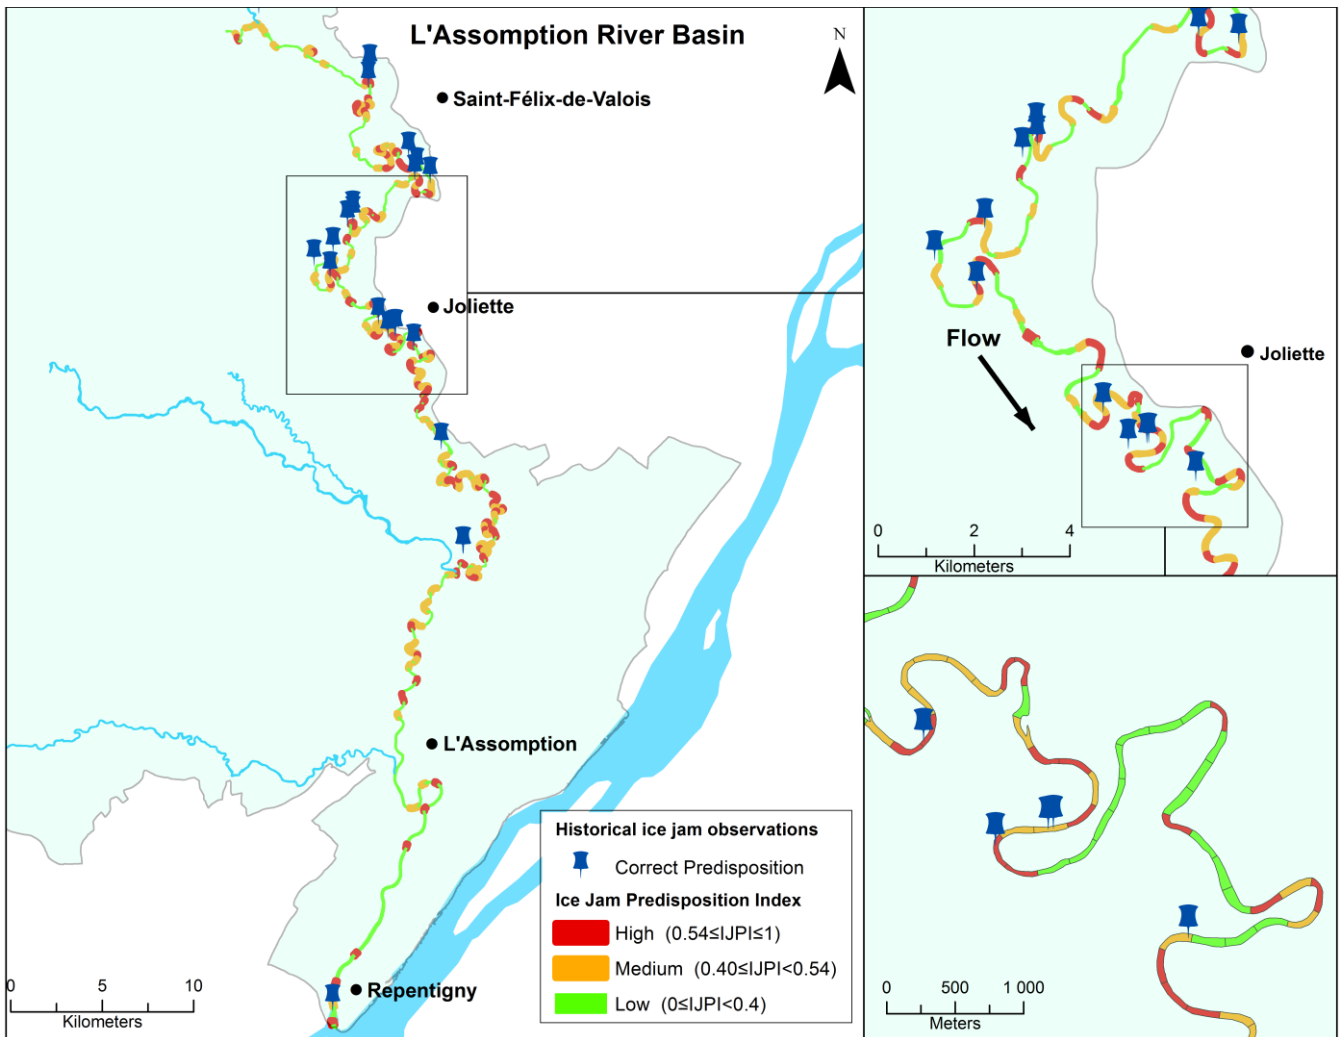 L'Assomption River Basin
N
Saint-Félix-de-Valois
Joliette
L'Assomption
Repentigny
0 5 10
Kilometers
Historical ice jam observations
Correct Predisposition
Ice Jam Predisposition Index
High (0.54≤IJPI≤1)
Medium (0.40≤IJPI<0.54)
Low (0≤IJPI<0.4)
Flow
Joliette
0 2 4
Kilometers
0 500 1 000
Meters